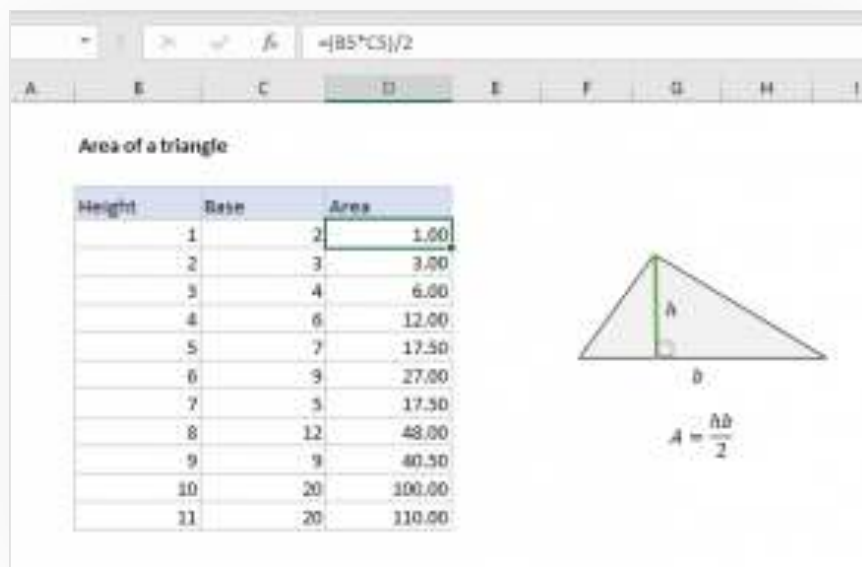 =(B5*C5)/2
A B C D E F G H I
Area of a triangle
Height Base Area
1 2 1.00
2 3 3.00
3 4 6.00
4 6 12.00
5 7 17.50
6 9 27.00
7 5 17.50
8 12 48.00
9 9 40.50
10 20 100.00
11 20 110.00
h
b
A = hb/2